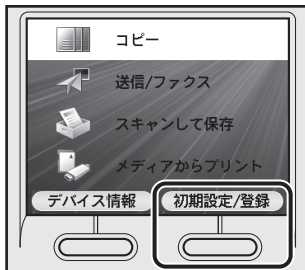 コピー
送信/ファクス
スキャンして保存
メディアからプリント
デバイス情報 初期設定/登録